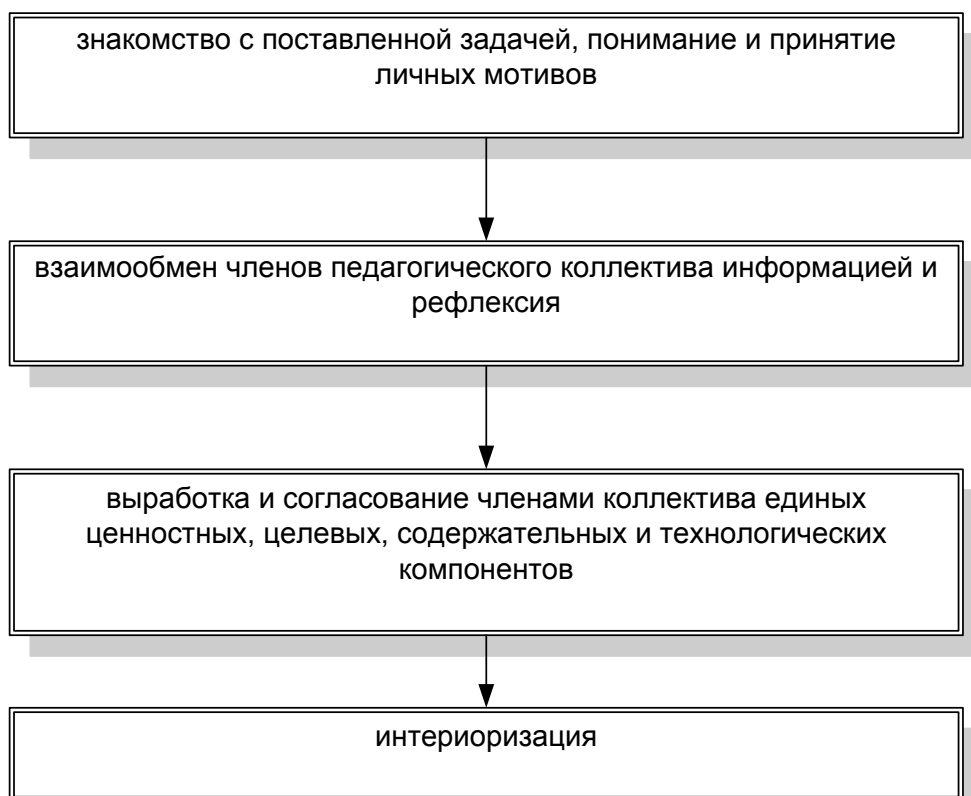 знакомство с поставленной задачей, понимание и принятие
личных мотивов
взаимообмен членов педагогического коллектива информацией и
рефлексия
выработка и согласование членами коллектива единых
ценностных, целевых, содержательных и технологических
компонентов
интериоризация